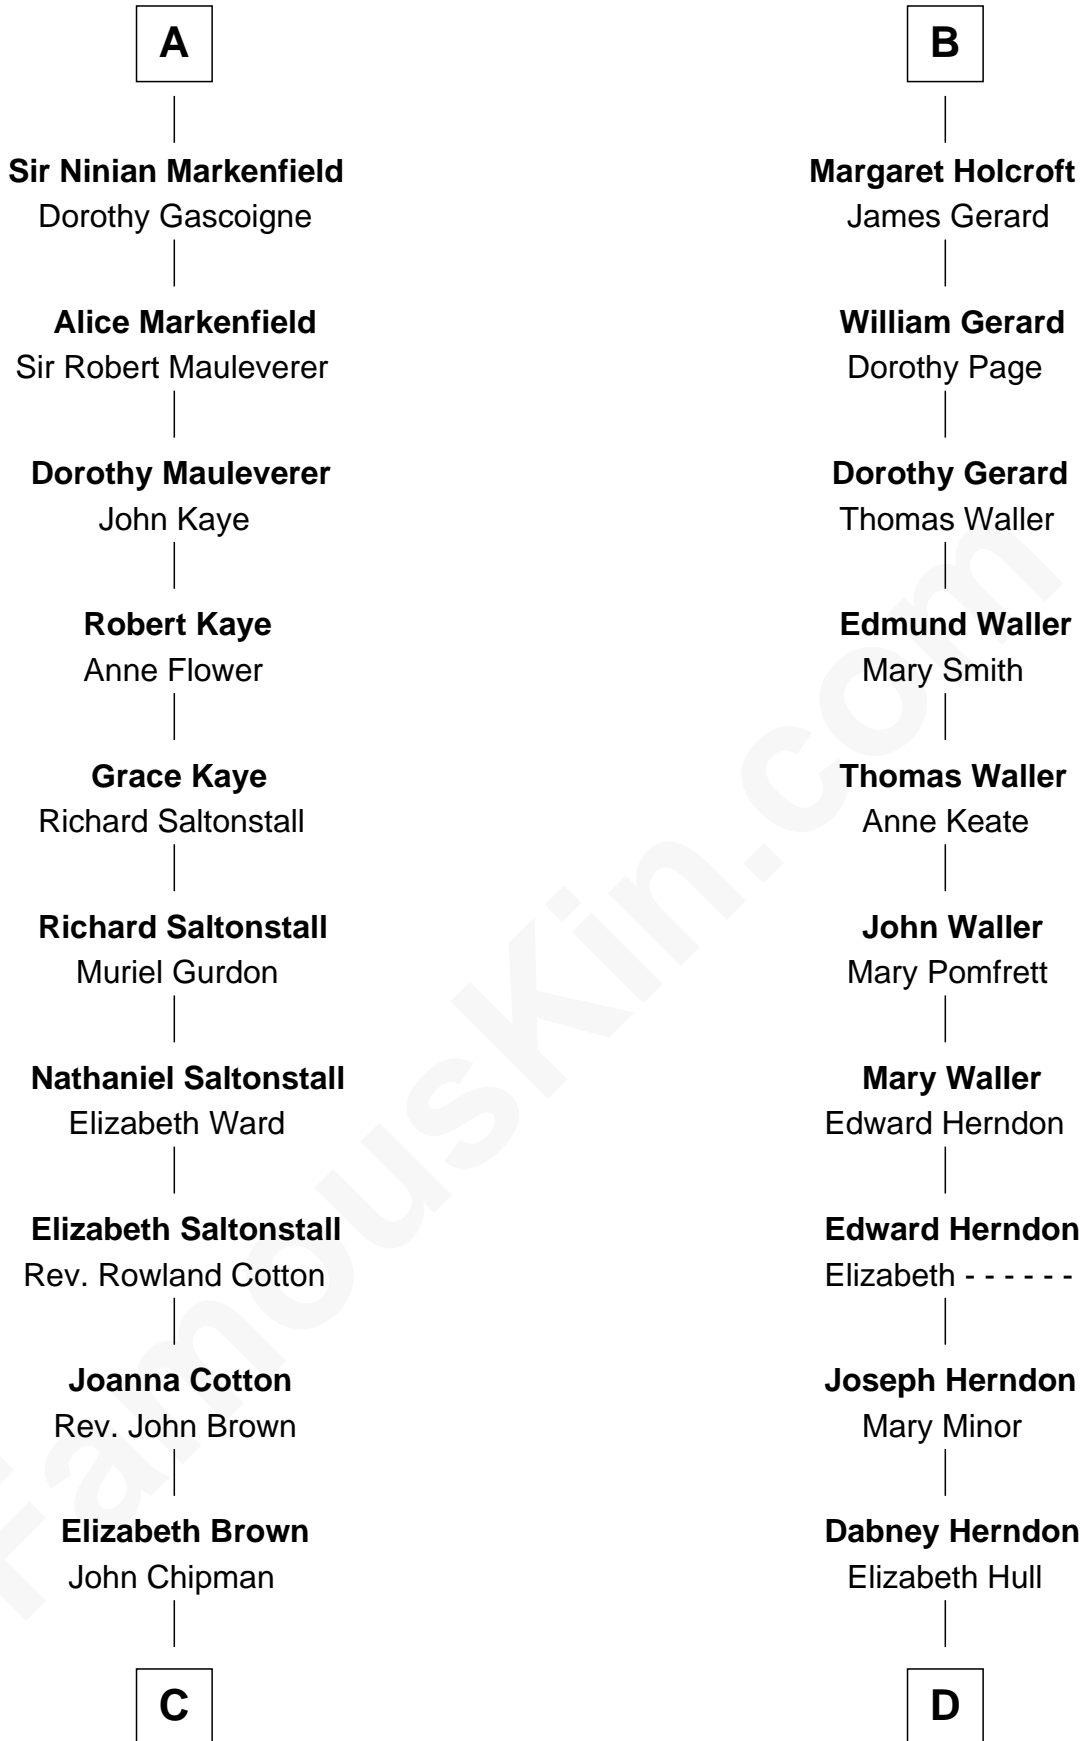 A
Sir Ninian Markenfield
Dorothy Gascoigne
Alice Markenfield
Sir Robert Mauleverer
Dorothy Mauleverer
John Kaye
Robert Kaye
Anne Flower
Grace Kaye
Richard Saltonstall
Richard Saltonstall
Muriel Gurdon
Nathaniel Saltonstall
Elizabeth Ward
Elizabeth Saltonstall
Rev. Rowland Cotton
Joanna Cotton
Rev. John Brown
Elizabeth Brown
John Chipman
C
B
Margaret Holcroft
James Gerard
William Gerard
Dorothy Page
Dorothy Gerard
Thomas Waller
Edmund Waller
Mary Smith
Thomas Waller
Anne Keate
John Waller
Mary Pomfrett
Mary Waller
Edward Herndon
Edward Herndon
Elizabeth - - - - - -
Joseph Herndon
Mary Minor
Dabney Herndon
Elizabeth Hull
D
FamousKin.com